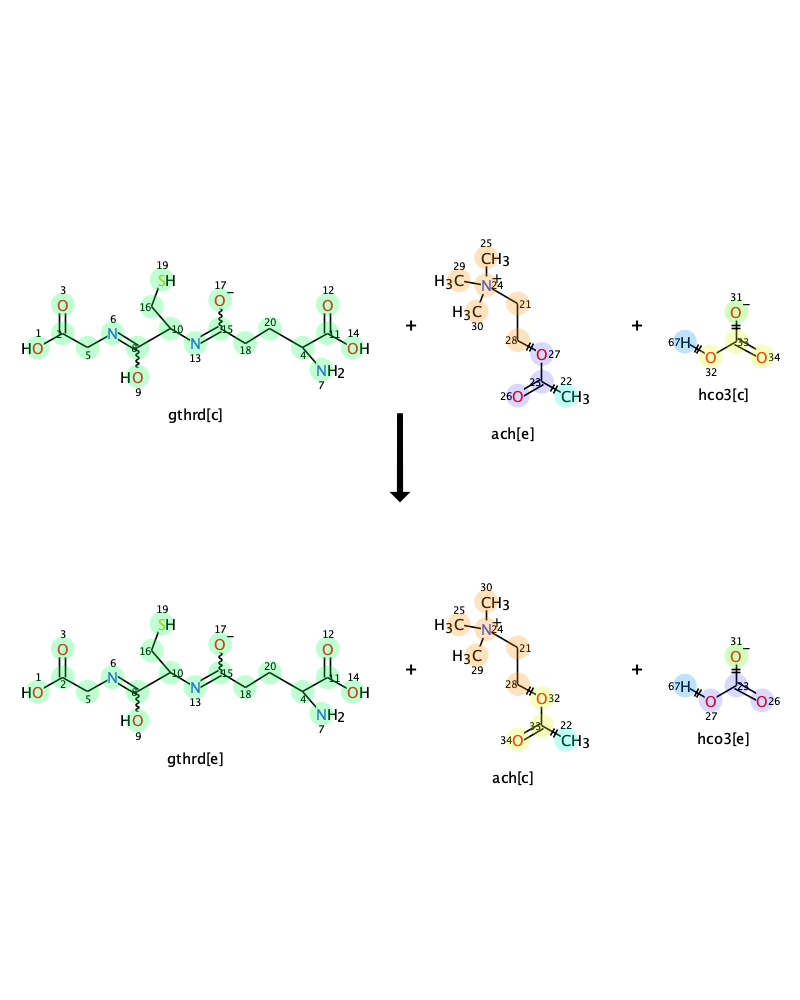 19
SH
3
O
16
17
O−
12
O
6
N
10
20
1
HO
2
5
8
HO
9
N
13
15
18
4
11
14
OH
NH2
7
gthrd[c]
+
25
CH3
29
H3C
N+
24
H3C
30
21
28
O
27
23
22
CH3
26
O
ach[e]
+
31
O−
67
H
33
O
32
O
34
hco3[c]
19
SH
3
O
16
17
O−
12
O
6
N
10
20
1
HO
2
5
8
HO
9
N
13
15
18
4
11
14
OH
NH2
7
gthrd[e]
+
30
CH3
25
H3C
N+
24
H3C
29
21
28
O
32
33
22
CH3
34
O
ach[c]
+
31
O−
67
H
23
O
27
O
26
hco3[e]